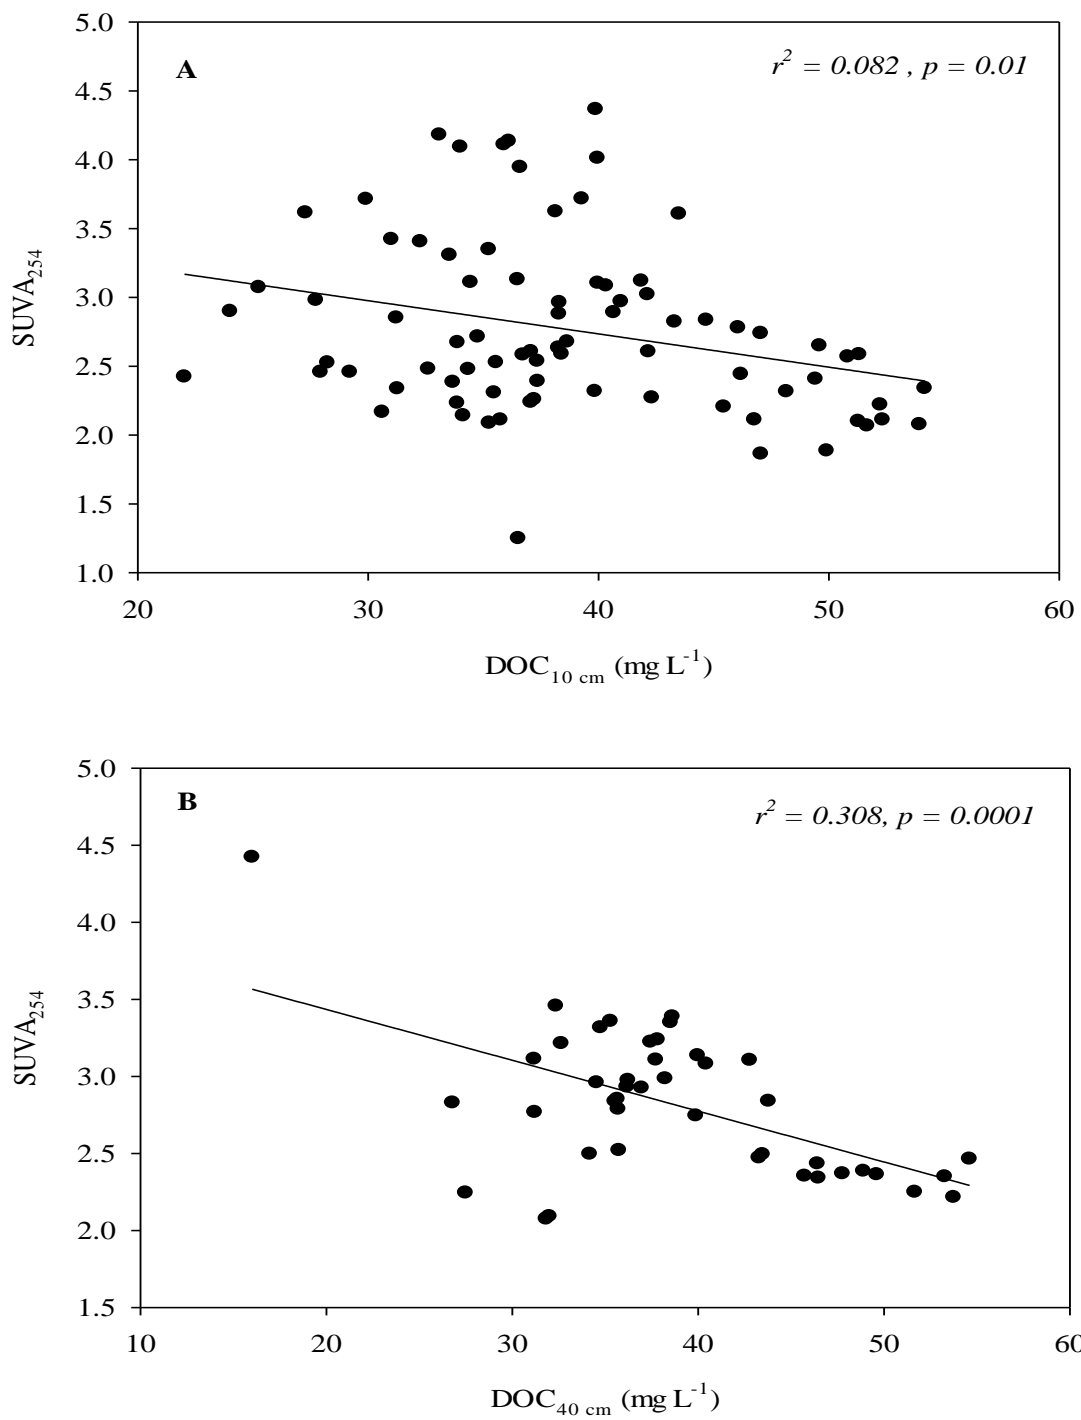 5.0
A
r² = 0.082 , p = 0.01
4.5
4.0
3.5
SUVA₂₅₄
3.0
2.5
2.0
1.5
1.0
20 30 40 50 60
DOC₁₀ cm (mg L⁻¹)
5.0
B
r² = 0.308, p = 0.0001
4.5
4.0
3.5
SUVA₂₅₄
3.0
2.5
2.0
1.5
10 20 30 40 50 60
DOC₄₀ cm (mg L⁻¹)